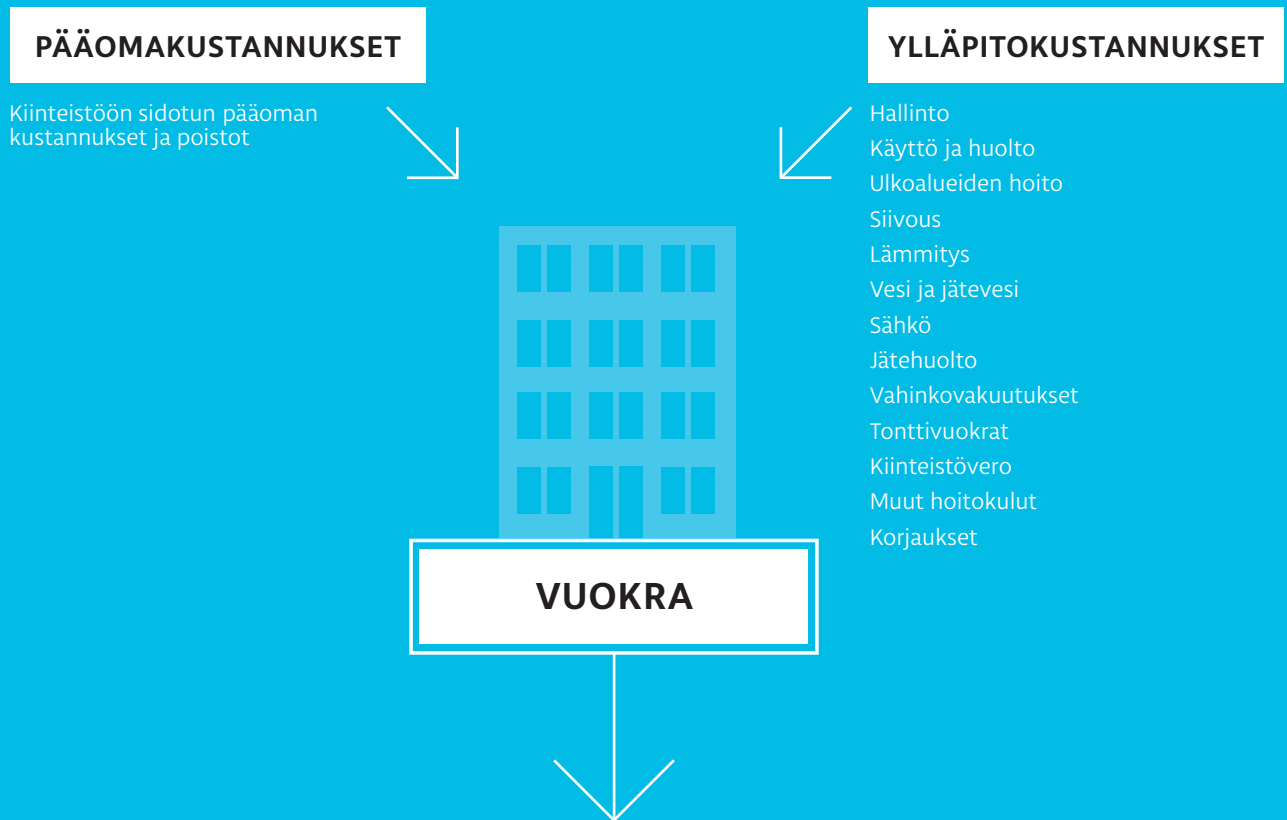 PÄÄOMAKUSTANNUKSET
Kiinteistöön sidotun pääoman
kustannukset ja poistot
YLLÄPITOKUSTANNUKSET
Hallinto
Käyttö ja huolto
Ulkoalueiden hoito
Siivous
Lämmitys
Vesi ja jätevesi
Sähkö
Jätehuolto
Vahinkovakuutukset
Tonttivuokrat
Kiinteistövero
Muut hoitokulut
Korjaukset
VUOKRA